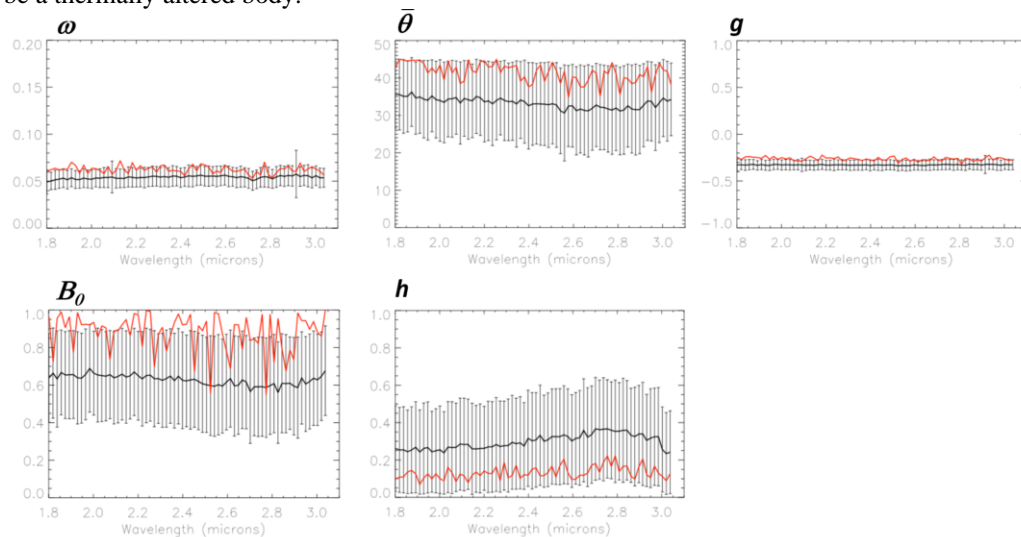 be a thermally altered body.
ω
θ̅
g
0.20
0.15
0.10
0.05
0.00
1.8 2.0 2.2 2.4 2.6 2.8 3.0
Wavelength (microns)
50
40
30
20
10
0
1.8 2.0 2.2 2.4 2.6 2.8 3.0
Wavelength (microns)
1.0
0.5
0.0
-0.5
-1.0
1.8 2.0 2.2 2.4 2.6 2.8 3.0
Wavelength (microns)
B₀
h
1.0
0.8
0.6
0.4
0.2
0.0
1.8 2.0 2.2 2.4 2.6 2.8 3.0
Wavelength (microns)
1.0
0.8
0.6
0.4
0.2
0.0
1.8 2.0 2.2 2.4 2.6 2.8 3.0
Wavelength (microns)